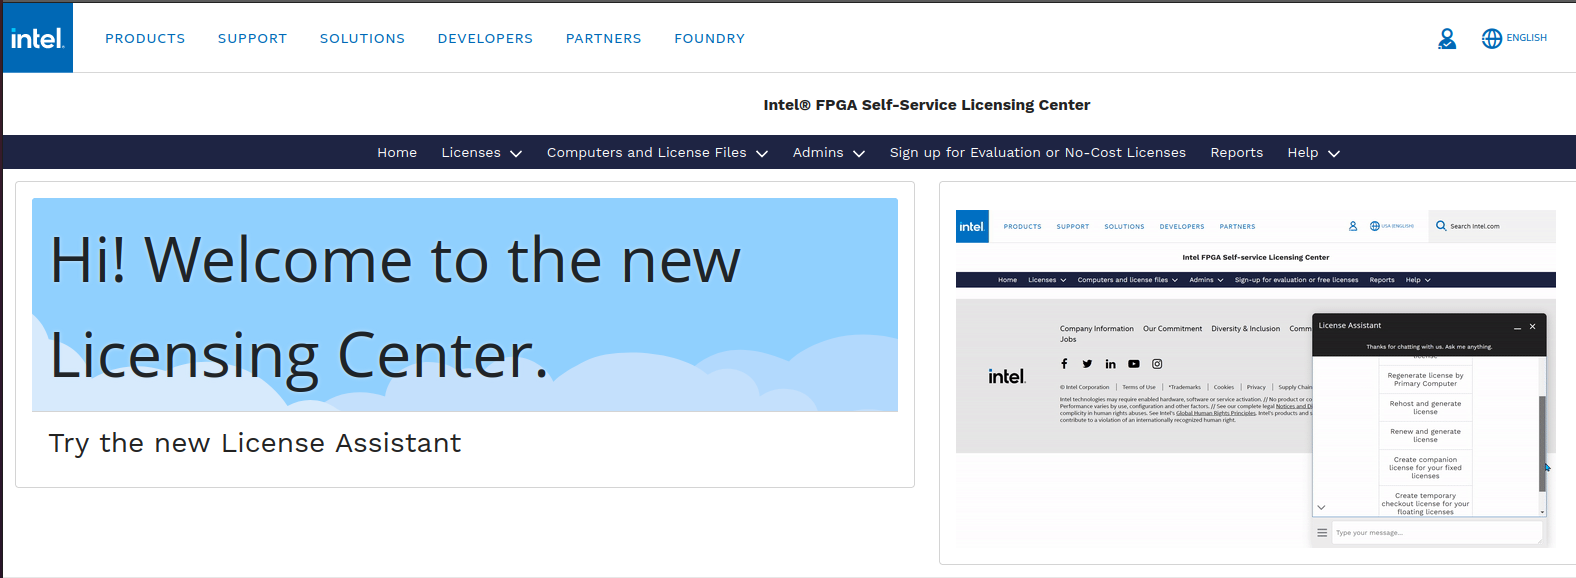 intel.
PRODUCTS SUPPORT SOLUTIONS DEVELOPERS PARTNERS FOUNDRY
ENGLISH
Intel® FPGA Self-Service Licensing Center
Home Licenses Computers and License Files Admins Sign up for Evaluation or No-Cost Licenses Reports Help
Hi! Welcome to the new
Licensing Center.
Try the new License Assistant
intel.
PRODUCTS SUPPORT SOLUTIONS DEVELOPERS PARTNERS
USA (ENGLISH)
Search Intel.com
Intel FPGA Self-service Licensing Center
Home Licenses Computers and license files Admins Sign-up for evaluation or free licenses Reports Help
Company Information Our Commitment Diversity & Inclusion Comm
Jobs
intel.
© Intel Corporation | Terms of Use | *Trademarks | Cookies | Privacy | Supply Chain
Intel technologies may require enabled hardware, software or service activation. // No product or co
Performance varies by use, configuration and other factors. // See our complete legal Notices and Di
complicity in human rights abuses. See Intel's Global Human Rights Principles. Intel's products and s
contribute to a violation of an internationally recognized human right.
License Assistant
Thanks for chatting with us. Ask me anything.
license
Regenerate license by
Primary Computer
Rehost and generate
license
Renew and generate
license
Create companion
license for your fixed
licenses
Create temporary
checkout license for your
floating licenses
Type your message...